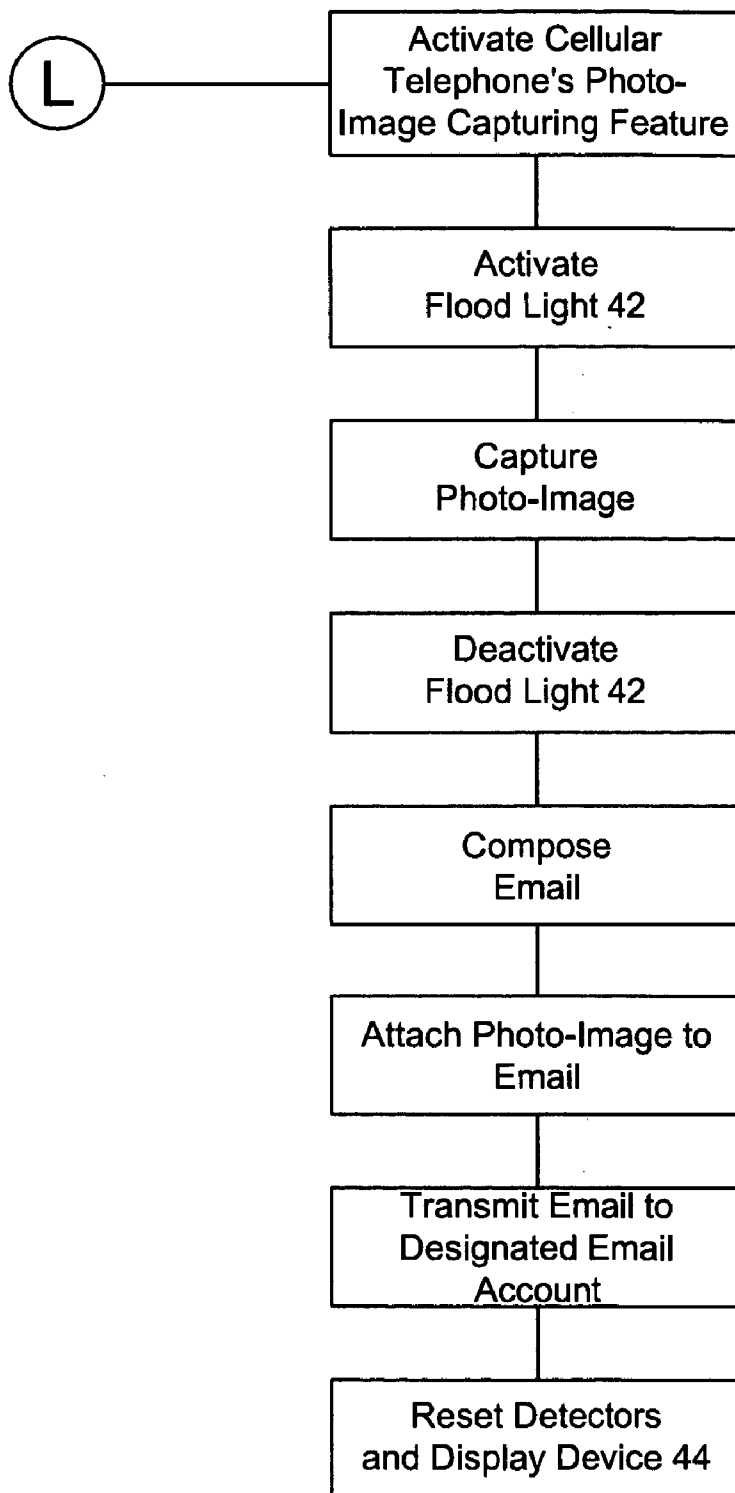 L
Activate Cellular
Telephone's Photo-
Image Capturing Feature
Activate
Flood Light 42
Capture
Photo-Image
Deactivate
Flood Light 42
Compose
Email
Attach Photo-Image to
Email
Transmit Email to
Designated Email
Account
Reset Detectors
and Display Device 44